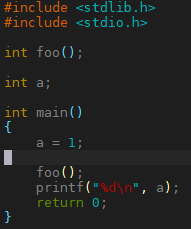 #include <stdlib.h>
#include <stdio.h>
int foo();
int a;
int main()
{
a = 1;
foo();
printf("%d\n", a);
return 0;
}